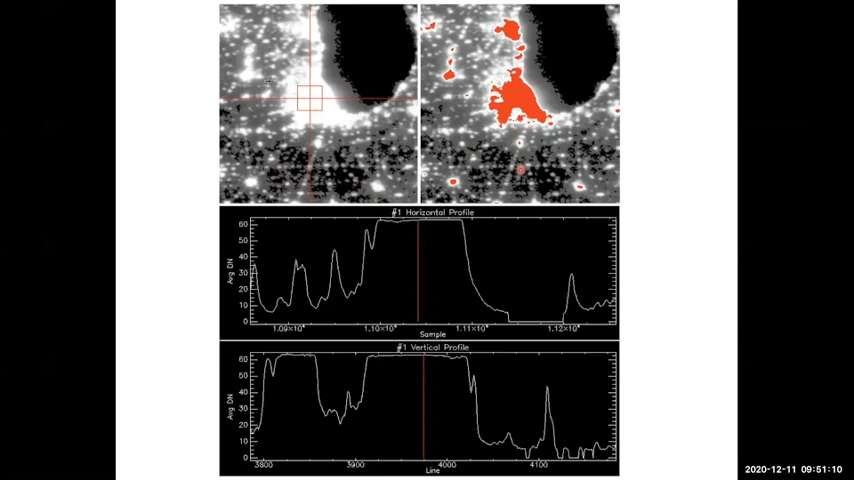 #1 Horizontal Profile
Avg DN
60
50
40
30
20
10
0
1.09×10⁴ 1.10×10⁴ 1.11×10⁴ 1.12×10⁴
Sample
#1 Vertical Profile
Avg DN
60
50
40
30
20
10
0
3800 3900 4000 4100
Line
2020-12-11 09:51:10